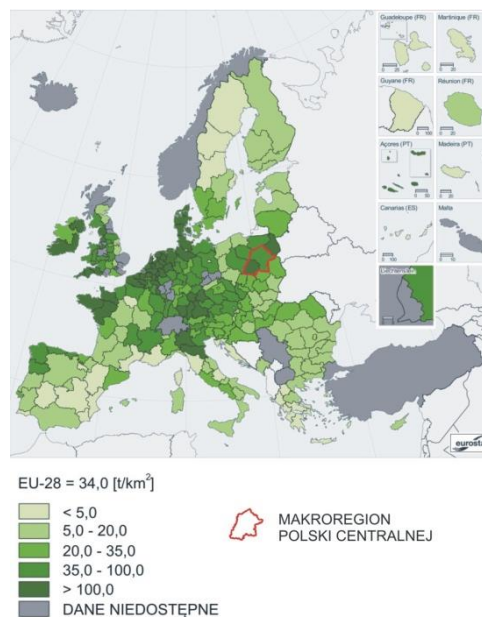 Guadeloupe (FR)
Martinique (FR)
Guyane (FR)
Réunion (FR)
Açores (PT)
Madeira (PT)
Canarias (ES)
Malta
Liechtenstein
eurostat
EU-28 = 34,0 [t/km²]
< 5,0
5,0 - 20,0
20,0 - 35,0
35,0 - 100,0
> 100,0
DANE NIEDOSTĘPNE
MAKROREGION
POLSKI CENTRALNEJ